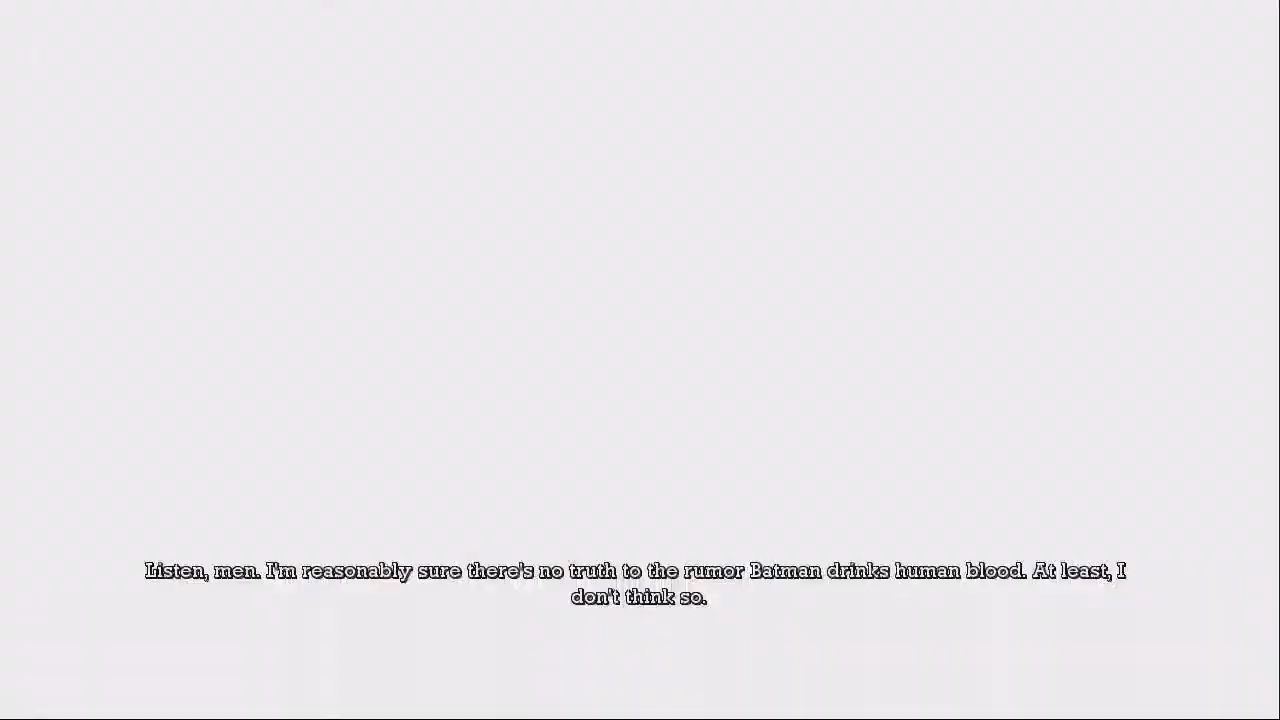 Listen, men. I'm reasonably sure there's no truth to the rumor Batman drinks human blood. At least, I
don't think so.